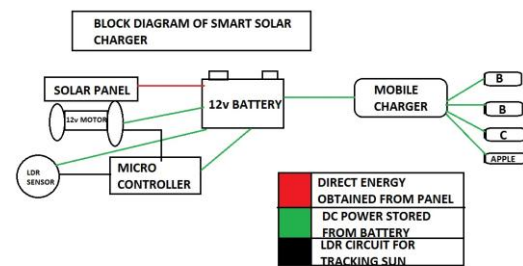 BLOCK DIAGRAM OF SMART SOLAR
CHARGER
SOLAR PANEL
12v MOTOR
12v BATTERY
MOBILE
CHARGER
B
B
C
APPLE
LDR
SENSOR
MICRO
CONTROLLER
DIRECT ENERGY
OBTAINED FROM PANEL
DC POWER STORED
FROM BATTERY
LDR CIRCUIT FOR
TRACKING SUN